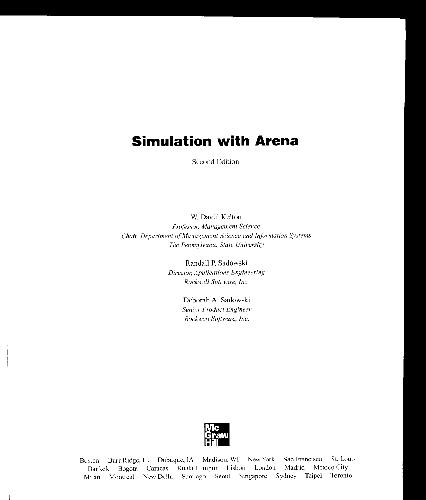 Simulation with Arena
Second Edition
W. David Kelton
Professor, Management Science
Chair, Department of Management Science and Information Systems
The Pennsylvania State University
Randall P. Sadowski
Director, Applications Engineering
Rockwell Software, Inc.
Deborah A. Sadowski
Senior Product Engineer
Rockwell Software, Inc.
Mc
Graw
Hill
Boston Burr Ridge, IL Dubuque, IA Madison, WI New York San Francisco St. Louis
Bangkok Bogotá Caracas Kuala Lumpur Lisbon London Madrid Mexico City
Milan Montreal New Delhi Santiago Seoul Singapore Sydney Taipei Toronto